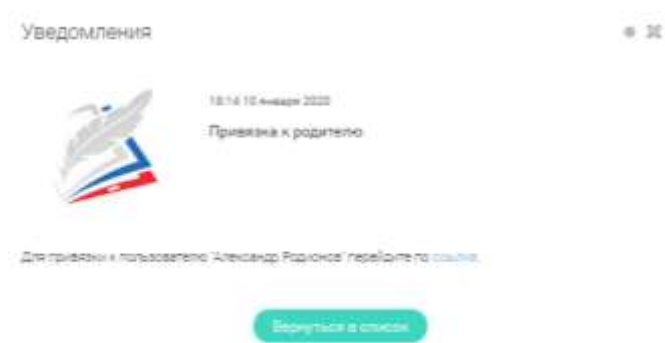 Уведомления
18:14 10 января 2020
Привязка к родителю
Для привязки к пользователю "Александр Родионов" перейдите по ссылке.
Вернуться в список